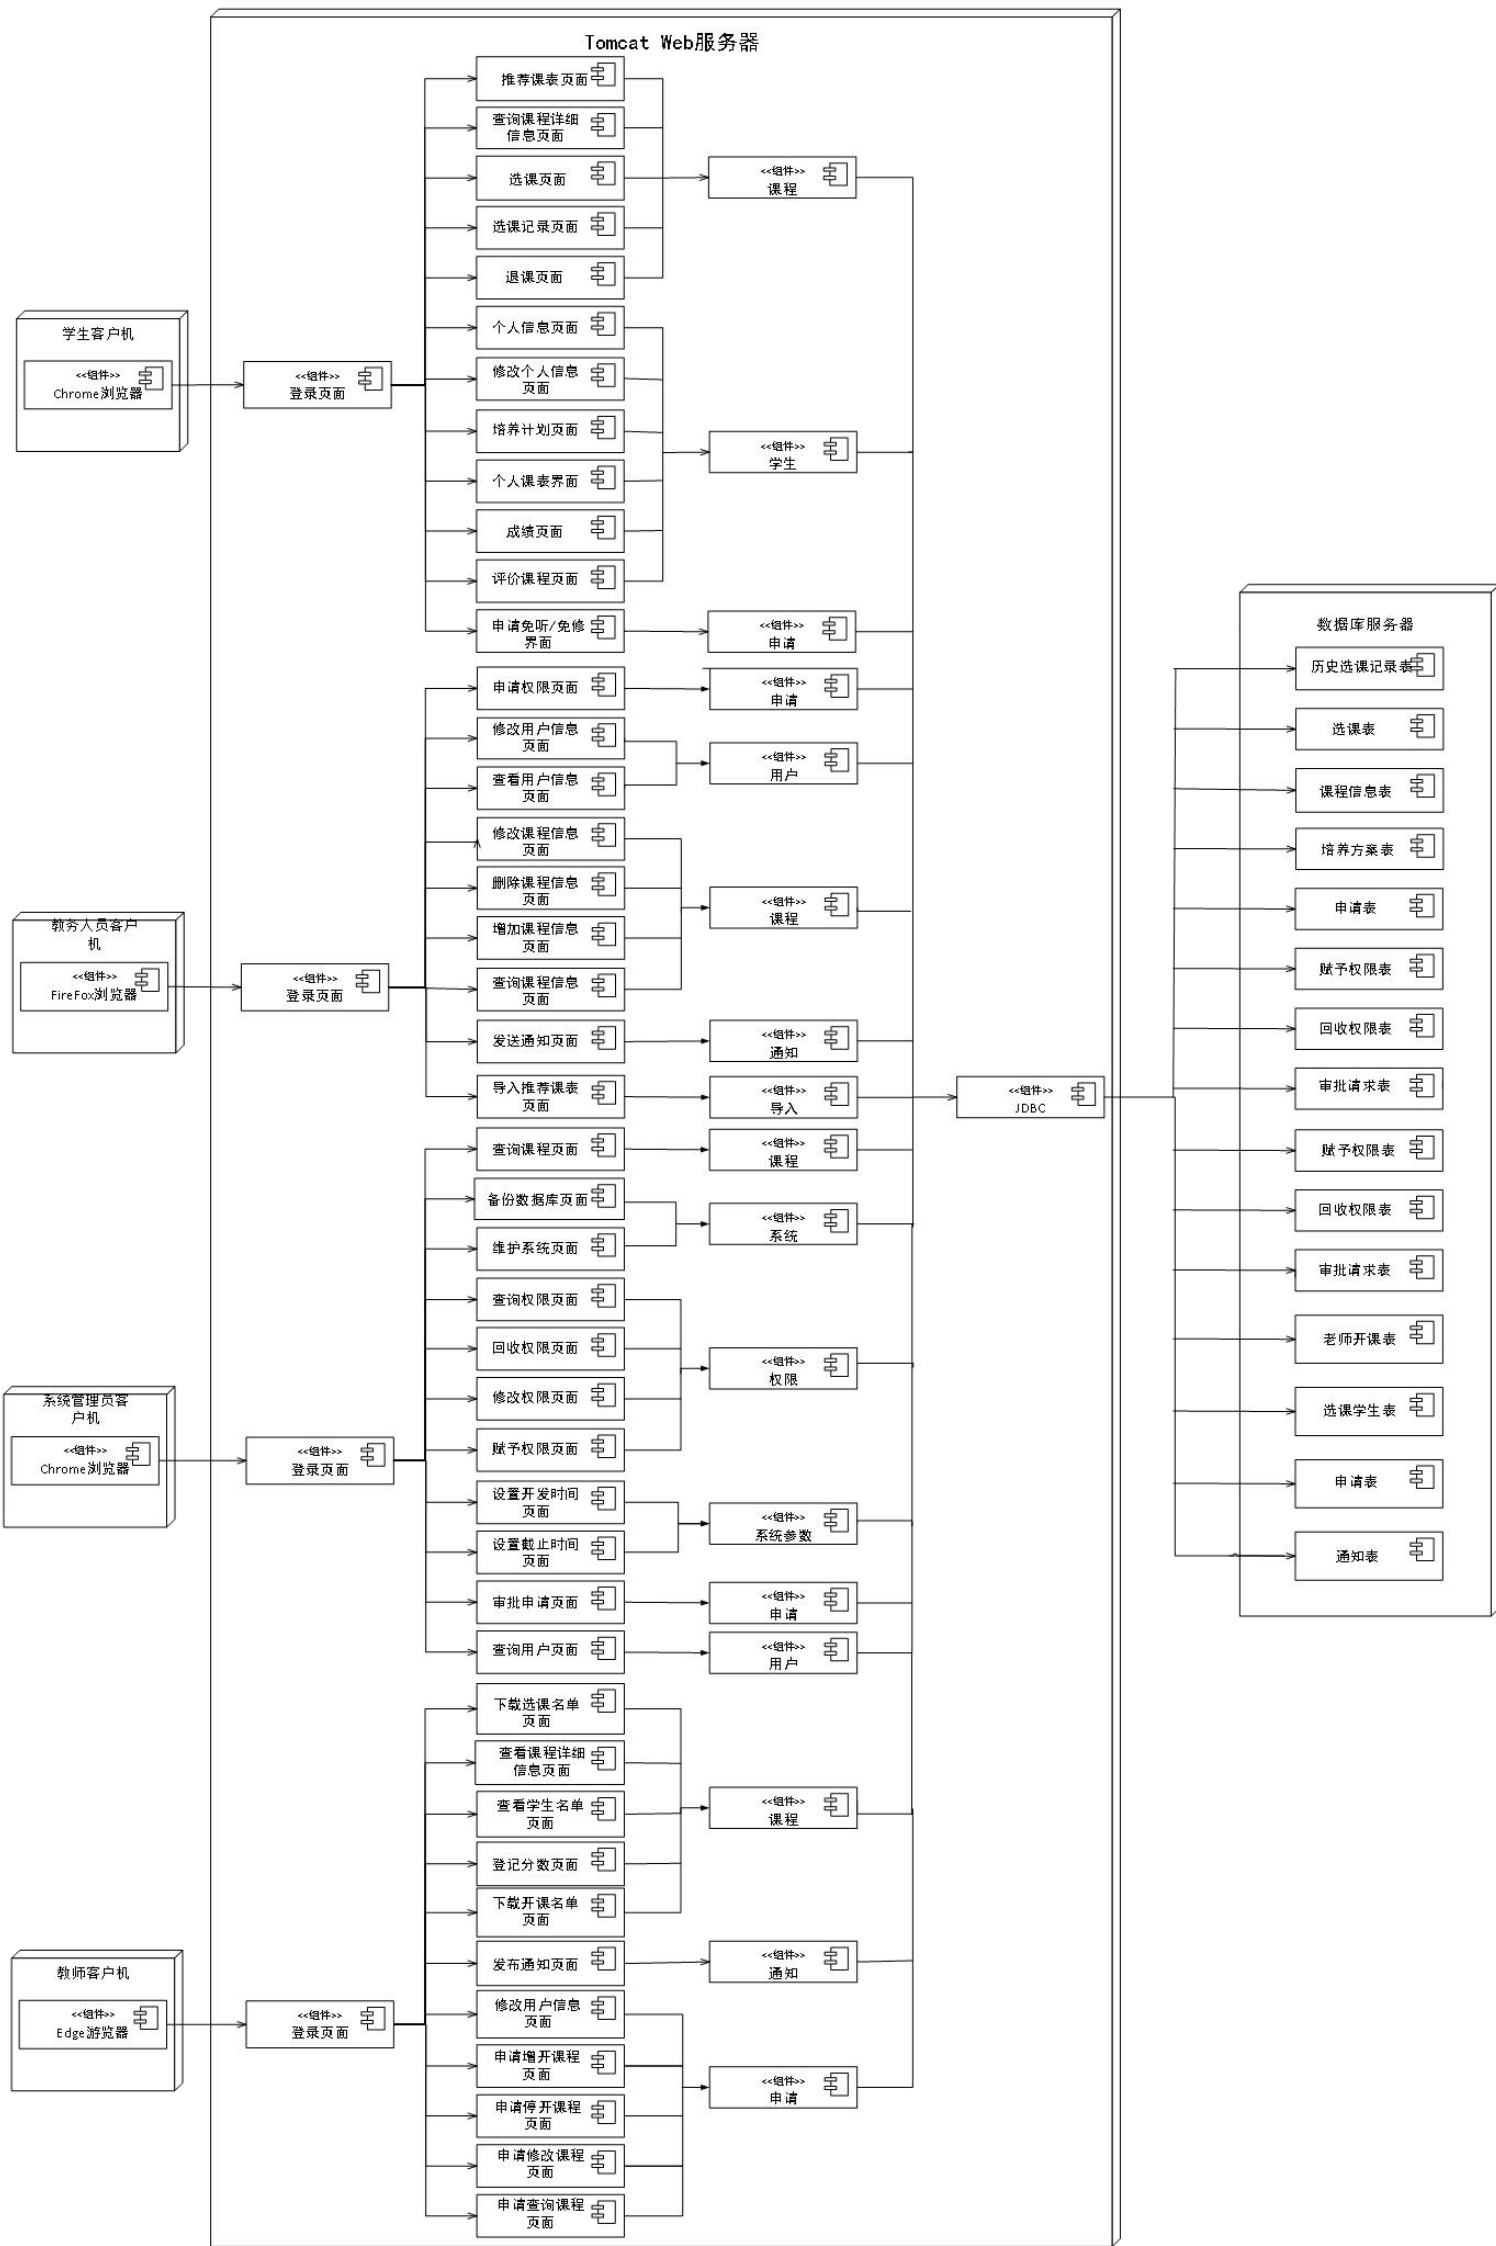 Tomcat Web服务器
推荐课表页面
查询课程详细
信息页面
选课页面
选课记录页面
退课页面
<<组件>>
课程
学生客户机
<<组件>>
Chrome浏览器
<<组件>>
登录页面
个人信息页面
修改个人信息
页面
培养计划页面
个人课表界面
成绩页面
评价课程页面
<<组件>>
学生
申请免听/免修
界面
<<组件>>
申请
教务人员客户
机
<<组件>>
FireFox浏览器
<<组件>>
登录页面
申请权限页面
<<组件>>
申请
修改用户信息
页面
查看用户信息
页面
<<组件>>
用户
修改课程信息
页面
删除课程信息
页面
增加课程信息
页面
查询课程信息
页面
<<组件>>
课程
发送通知页面
<<组件>>
通知
导入推荐课表
页面
<<组件>>
导入
<<组件>>
JDBC
系统管理员客
户机
<<组件>>
Chrome浏览器
<<组件>>
登录页面
查询课程页面
<<组件>>
课程
备份数据库页面
维护系统页面
<<组件>>
系统
查询权限页面
回收权限页面
修改权限页面
赋予权限页面
<<组件>>
权限
设置开发时间
页面
设置截止时间
页面
<<组件>>
系统参数
审批申请页面
<<组件>>
申请
查询用户页面
<<组件>>
用户
教师客户机
<<组件>>
Edge游览器
<<组件>>
登录页面
下载选课名单
页面
查看课程详细
信息页面
查看学生名单
页面
登记分数页面
下载开课名单
页面
<<组件>>
课程
发布通知页面
<<组件>>
通知
修改用户信息
页面
申请增开课程
页面
申请停开课程
页面
申请修改课程
页面
申请查询课程
页面
<<组件>>
申请
数据库服务器
历史选课记录表
选课表
课程信息表
培养方案表
申请表
赋予权限表
回收权限表
审批请求表
赋予权限表
回收权限表
审批请求表
老师开课表
选课学生表
申请表
通知表